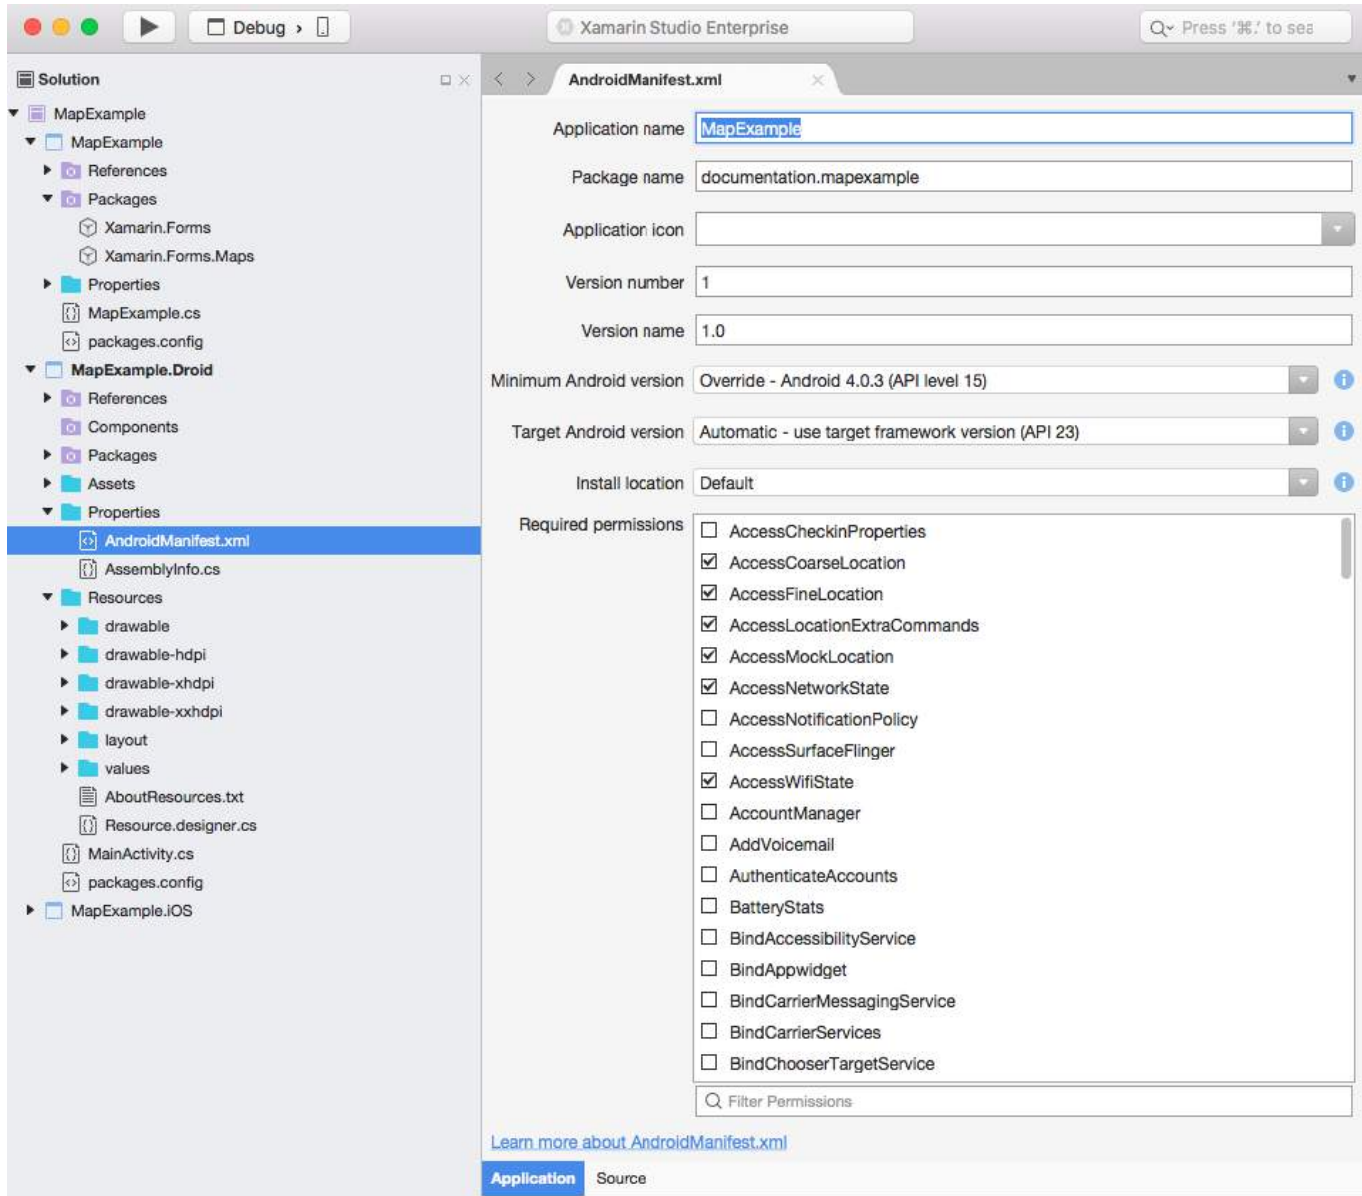 Debug
Xamarin Studio Enterprise
Press '⌘.' to sea
Solution
AndroidManifest.xml
MapExample
MapExample
References
Packages
Xamarin.Forms
Xamarin.Forms.Maps
Properties
MapExample.cs
packages.config
MapExample.Droid
References
Components
Packages
Assets
Properties
AndroidManifest.xml
AssemblyInfo.cs
Resources
drawable
drawable-hdpi
drawable-xhdpi
drawable-xxhdpi
layout
values
AboutResources.txt
Resource.designer.cs
MainActivity.cs
packages.config
MapExample.iOS
Application name MapExample
Package name documentation.mapexample
Application icon
Version number 1
Version name 1.0
Minimum Android version Override - Android 4.0.3 (API level 15)
Target Android version Automatic - use target framework version (API 23)
Install location Default
Required permissions
AccessCheckinProperties
AccessCoarseLocation
AccessFineLocation
AccessLocationExtraCommands
AccessMockLocation
AccessNetworkState
AccessNotificationPolicy
AccessSurfaceFlinger
AccessWifiState
AccountManager
AddVoicemail
AuthenticateAccounts
BatteryStats
BindAccessibilityService
BindAppwidget
BindCarrierMessagingService
BindCarrierServices
BindChooserTargetService
Filter Permissions
Learn more about AndroidManifest.xml
Application Source